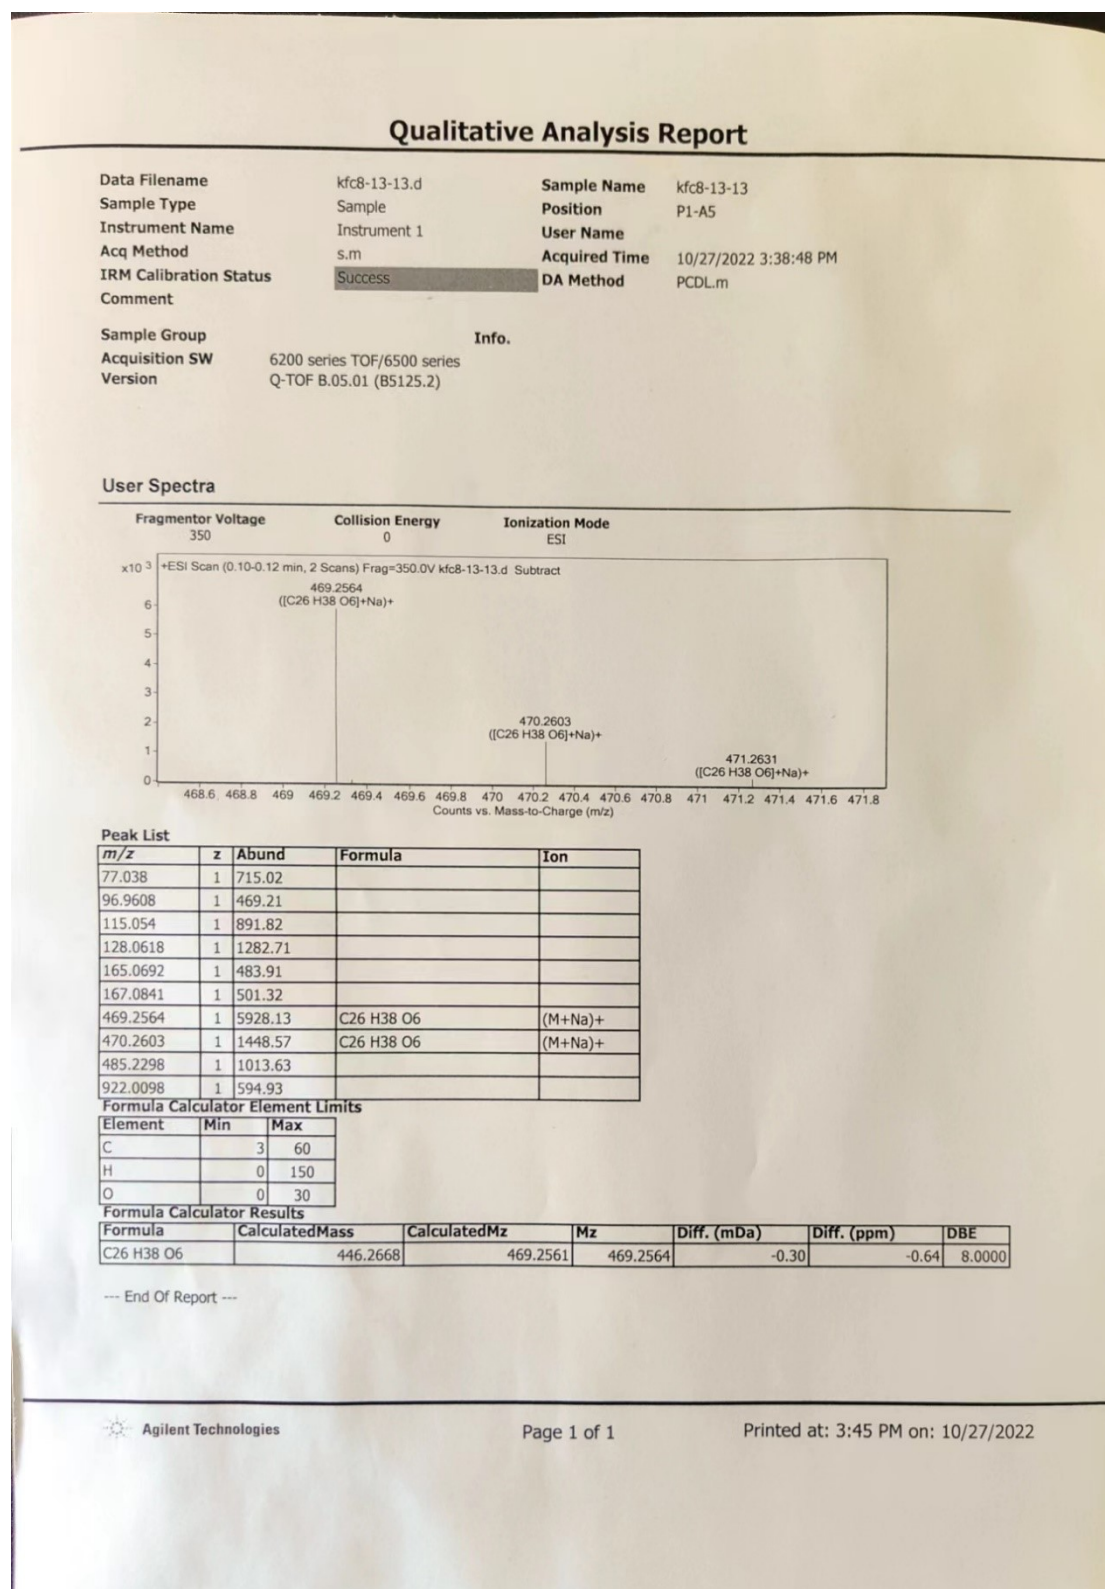 Qualitative Analysis Report
Data Filename kfc8-13-13.d Sample Name kfc8-13-13
Sample Type Sample Position P1-A5
Instrument Name Instrument 1 User Name
Acq Method s.m Acquired Time 10/27/2022 3:38:48 PM
IRM Calibration Status Success DA Method PCDL.m
Comment
Sample Group Info.
Acquisition SW 6200 series TOF/6500 series
Version Q-TOF B.05.01 (B5125.2)
User Spectra
Fragmentor Voltage Collision Energy Ionization Mode
350 0 ESI
x10 3 +ESI Scan (0.10-0.12 min, 2 Scans) Frag=350.0V kfc8-13-13.d Subtract
469.2564
([C26 H38 O6]+Na)+
6
5
4
3
2
470.2603
([C26 H38 O6]+Na)+
1
471.2631
([C26 H38 O6]+Na)+
0
468.6 468.8 469 469.2 469.4 469.6 469.8 470 470.2 470.4 470.6 470.8 471 471.2 471.4 471.6 471.8
Counts vs. Mass-to-Charge (m/z)
Peak List
m/z z Abund Formula Ion
77.038 1 715.02
96.9608 1 469.21
115.054 1 891.82
128.0618 1 1282.71
165.0692 1 483.91
167.0841 1 501.32
469.2564 1 5928.13 C26 H38 O6 (M+Na)+
470.2603 1 1448.57 C26 H38 O6 (M+Na)+
485.2298 1 1013.63
922.0098 1 594.93
Formula Calculator Element Limits
Element Min Max
C 3 60
H 0 150
O 0 30
Formula Calculator Results
Formula CalculatedMass CalculatedMz Mz Diff. (mDa) Diff. (ppm) DBE
C26 H38 O6 446.2668 469.2561 469.2564 -0.30 -0.64 8.0000
--- End Of Report ---
Agilent Technologies Page 1 of 1 Printed at: 3:45 PM on: 10/27/2022